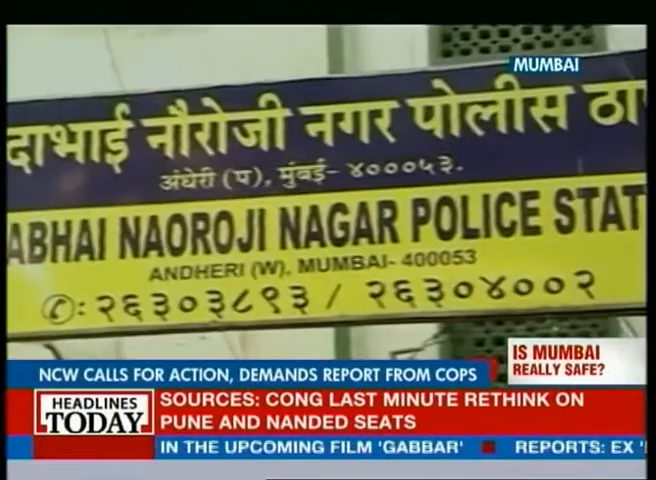 MUMBAI
दाभाई नौरोजी नगर पोलीस ठा
अंधेरी (प), मुंबई- ४०००५३.
ABHAI NAOROJI NAGAR POLICE STAT
ANDHERI (W), MUMBAI- 400053
: २६३०३८९३ / २६३०४००२
IS MUMBAI
REALLY SAFE?
NCW CALLS FOR ACTION, DEMANDS REPORT FROM COPS
HEADLINES
TODAY
SOURCES: CONG LAST MINUTE RETHINK ON
PUNE AND NANDED SEATS
IN THE UPCOMING FILM 'GABBAR' REPORTS: EX '